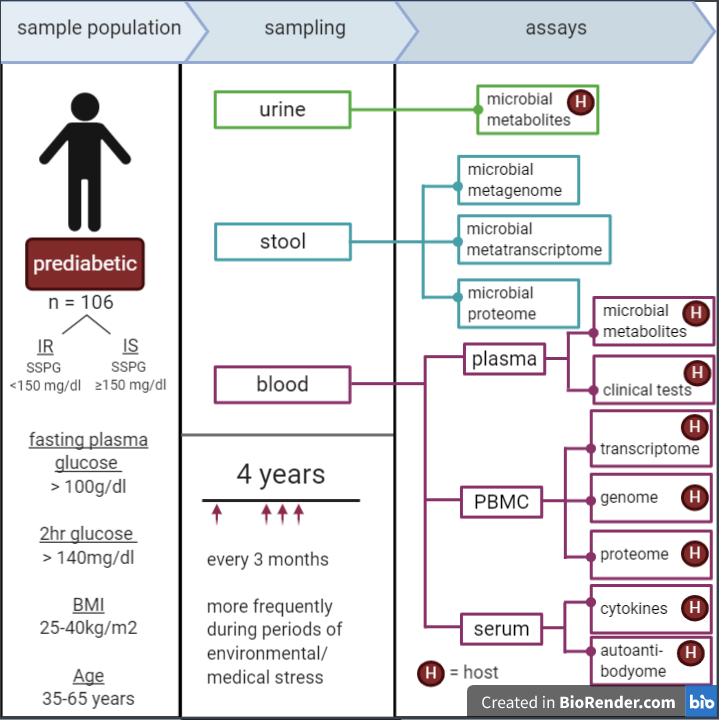 sample population
sampling
assays
prediabetic
n = 106
IR
SSPG
<150 mg/dl
IS
SSPG
≥150 mg/dl
fasting plasma
glucose
> 100g/dl
2hr glucose
> 140mg/dl
BMI
25-40kg/m2
Age
35-65 years
urine
stool
blood
4 years
every 3 months
more frequently
during periods of
environmental/
medical stress
microbial
metabolites
H
microbial
metagenome
microbial
metatranscriptome
microbial
proteome
plasma
microbial
metabolites
H
clinical tests
H
PBMC
transcriptome
H
genome
H
proteome
H
serum
cytokines
H
autoanti-
bodyome
H
H = host
Created in BioRender.com bio